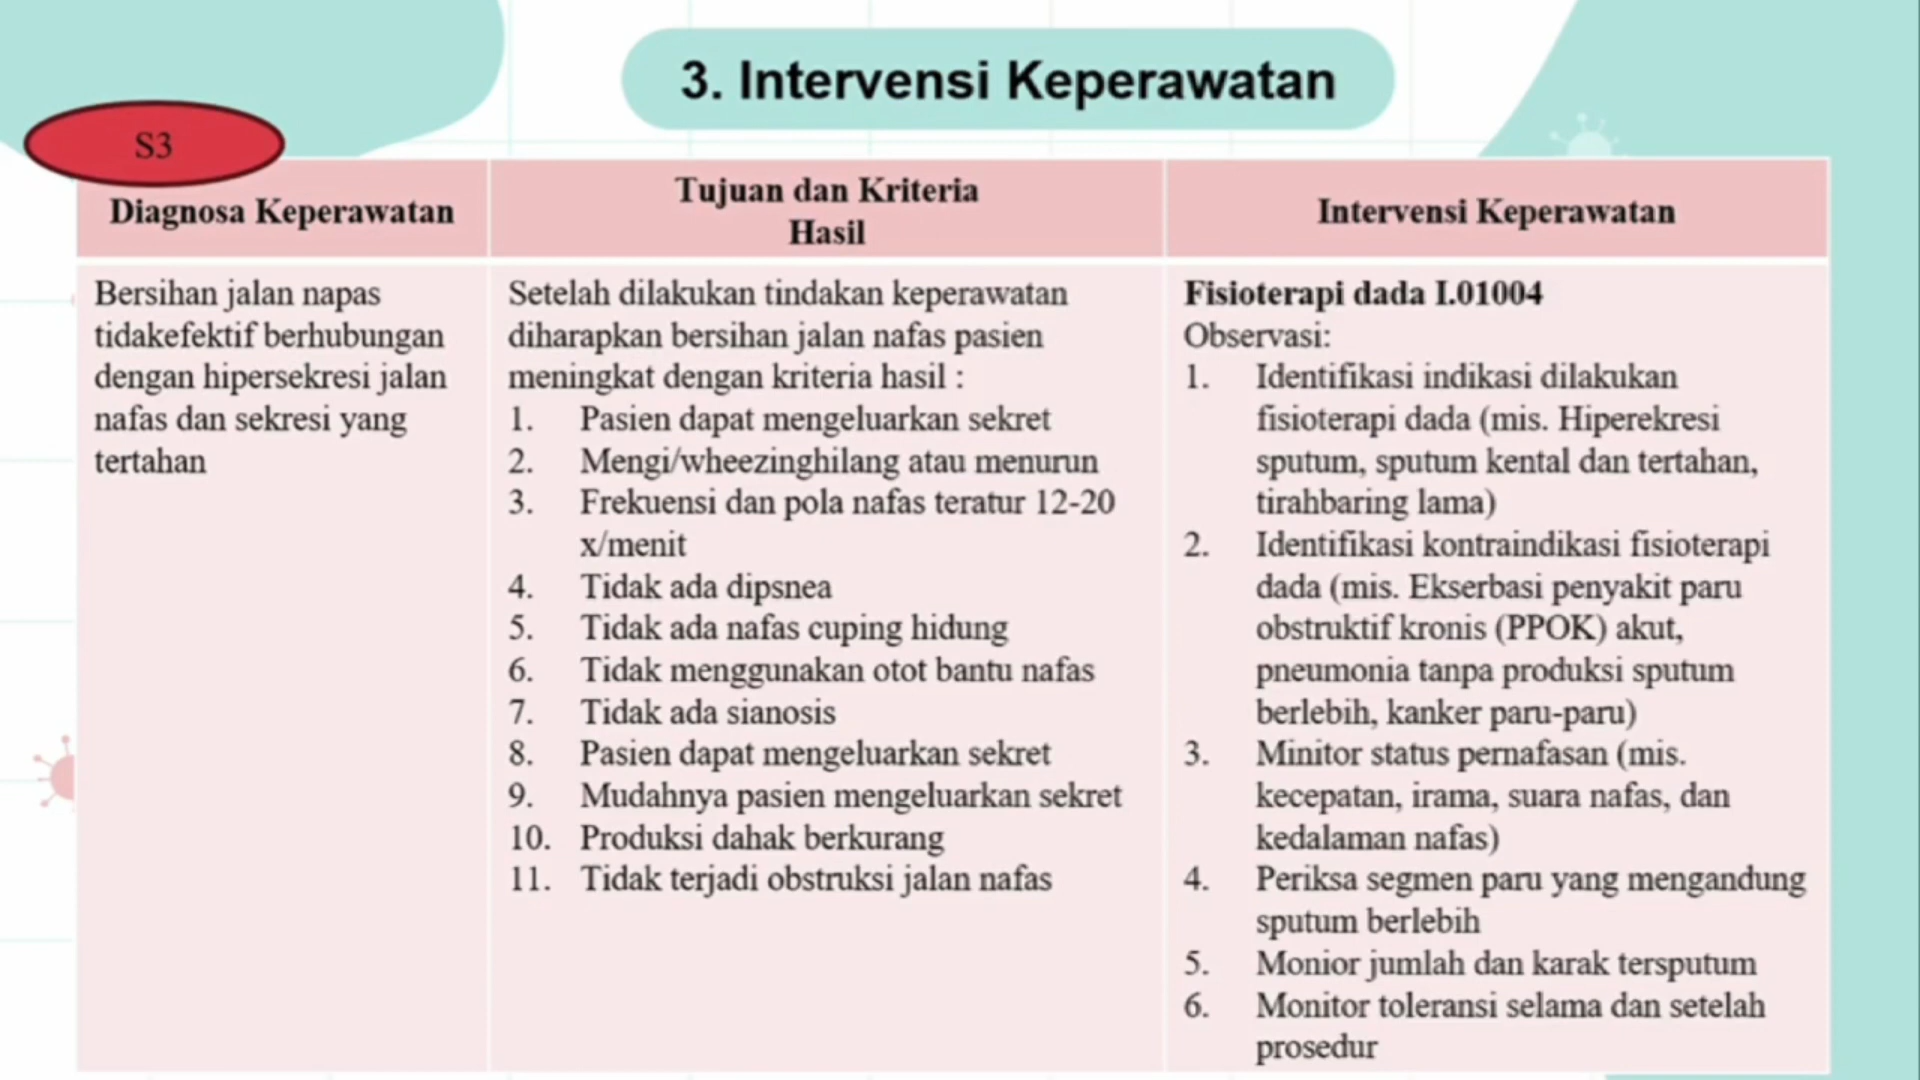 3. Intervensi Keperawatan
S3
Diagnosa Keperawatan
Tujuan dan Kriteria
Hasil
Intervensi Keperawatan
Bersihan jalan napas
tidakefektif berhubungan
dengan hipersekresi jalan
nafas dan sekresi yang
tertahan
Setelah dilakukan tindakan keperawatan
diharapkan bersihan jalan nafas pasien
meningkat dengan kriteria hasil :
1. Pasien dapat mengeluarkan sekret
2. Mengi/wheezinghilang atau menurun
3. Frekuensi dan pola nafas teratur 12-20
x/menit
4. Tidak ada dipsnea
5. Tidak ada nafas cuping hidung
6. Tidak menggunakan otot bantu nafas
7. Tidak ada sianosis
8. Pasien dapat mengeluarkan sekret
9. Mudahnya pasien mengeluarkan sekret
10. Produksi dahak berkurang
11. Tidak terjadi obstruksi jalan nafas
Fisioterapi dada I.01004
Observasi:
1. Identifikasi indikasi dilakukan
fisioterapi dada (mis. Hiperekresi
sputum, sputum kental dan tertahan,
tirahbaring lama)
2. Identifikasi kontraindikasi fisioterapi
dada (mis. Ekserbasi penyakit paru
obstruktif kronis (PPOK) akut,
pneumonia tanpa produksi sputum
berlebih, kanker paru-paru)
3. Minitor status pernafasan (mis.
kecepatan, irama, suara nafas, dan
kedalaman nafas)
4. Periksa segmen paru yang mengandung
sputum berlebih
5. Monior jumlah dan karak tersputum
6. Monitor toleransi selama dan setelah
prosedur